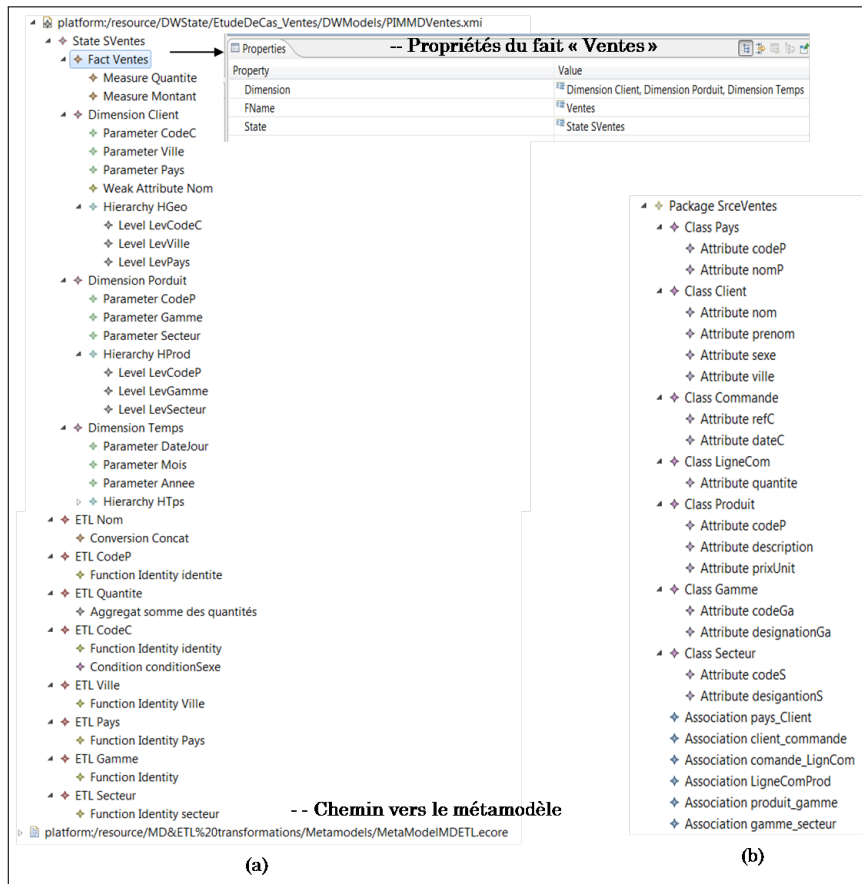 platform:/resource/DWState/EtudeDeCas_Ventes/DWModels/PIMMDVentes.xmi
State SVentes
Fact Ventes
Measure Quantite
Measure Montant
Dimension Client
Parameter CodeC
Parameter Ville
Parameter Pays
Weak Attribute Nom
Hierarchy HGeo
Level LevCodeC
Level LevVille
Level LevPays
Dimension Porduit
Parameter CodeP
Parameter Gamme
Parameter Secteur
Hierarchy HProd
Level LevCodeP
Level LevGamme
Level LevSecteur
Dimension Temps
Parameter DateJour
Parameter Mois
Parameter Annee
Hierarchy HTps
ETL Nom
Conversion Concat
ETL CodeP
Function Identity identite
ETL Quantite
Aggregat somme des quantités
ETL CodeC
Function Identity identity
Condition conditionSexe
ETL Ville
Function Identity Ville
ETL Pays
Function Identity Pays
ETL Gamme
Function Identity
ETL Secteur
Function Identity secteur
-- Chemin vers le métamodèle
platform:/resource/MD&ETL%20transformations/Metamodels/MetaModelMDETL.ecore
(a)
Properties
-- Propriétés du fait « Ventes »
Property Value
Dimension Dimension Client, Dimension Porduit, Dimension Temps
FName Ventes
State State SVentes
Package SrceVentes
Class Pays
Attribute codeP
Attribute nomP
Class Client
Attribute nom
Attribute prenom
Attribute sexe
Attribute ville
Class Commande
Attribute refC
Attribute dateC
Class LigneCom
Attribute quantite
Class Produit
Attribute codeP
Attribute description
Attribute prixUnit
Class Gamme
Attribute codeGa
Attribute designationGa
Class Secteur
Attribute codeS
Attribute desigantionS
Association pays_Client
Association client_commande
Association comande_LignCom
Association LigneComProd
Association produit_gamme
Association gamme_secteur
(b)